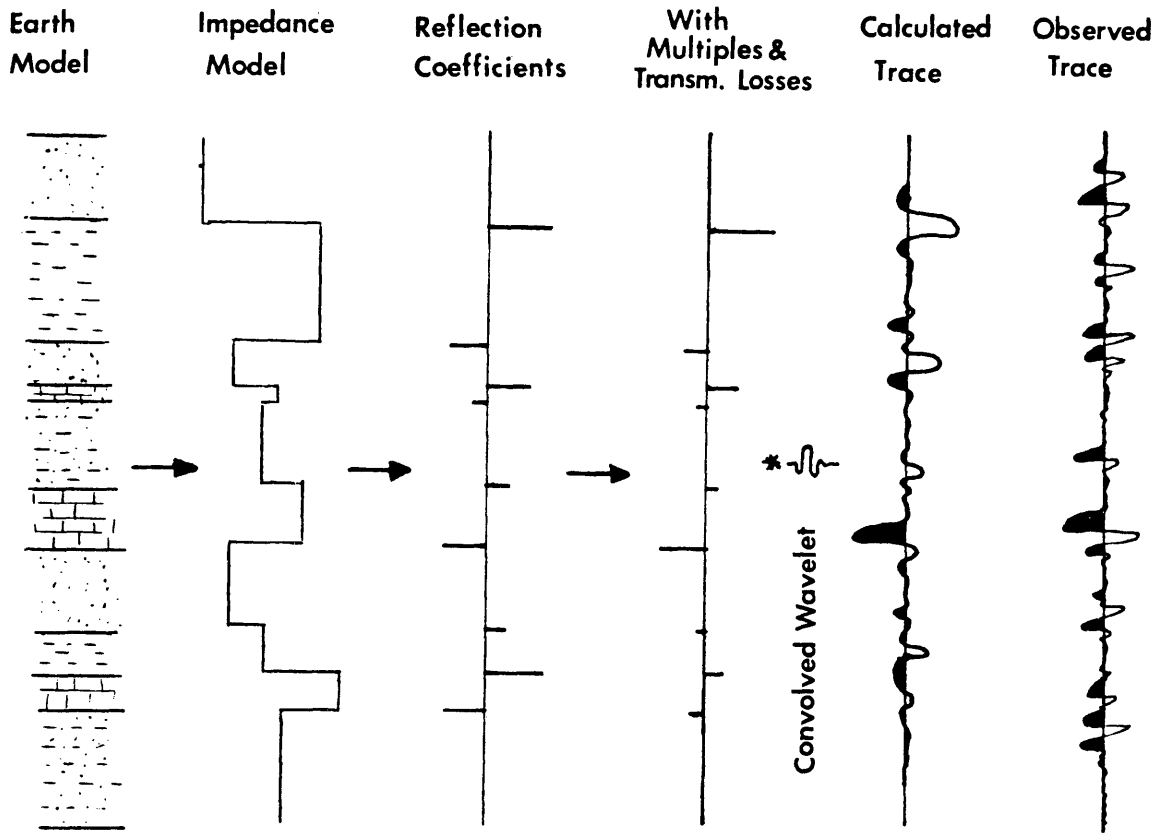 Earth
Model
Impedance
Model
Reflection
Coefficients
With
Multiples &
Transm. Losses
Calculated
Trace
Observed
Trace
*
Convolved Wavelet